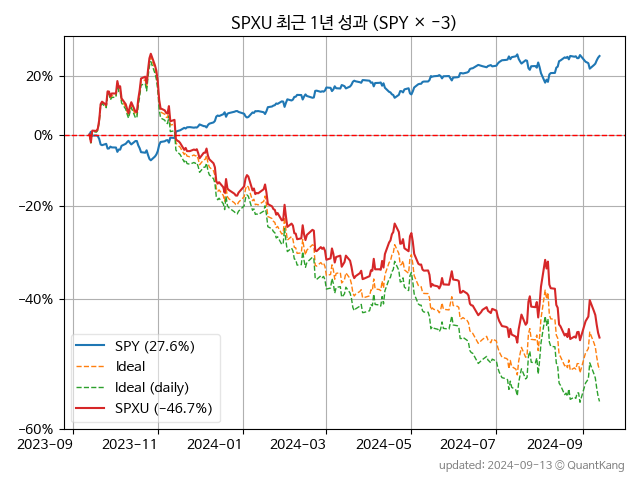 SPXU 최근 1년 성과 (SPY × −3)
20%
0%
−20%
−40%
−60%
SPY (27.6%)
Ideal
Ideal (daily)
SPXU (−46.7%)
2023−09
2023−11
2024−01
2024−03
2024−05
2024−07
2024−09
updated: 2024−09−13 © QuantKang